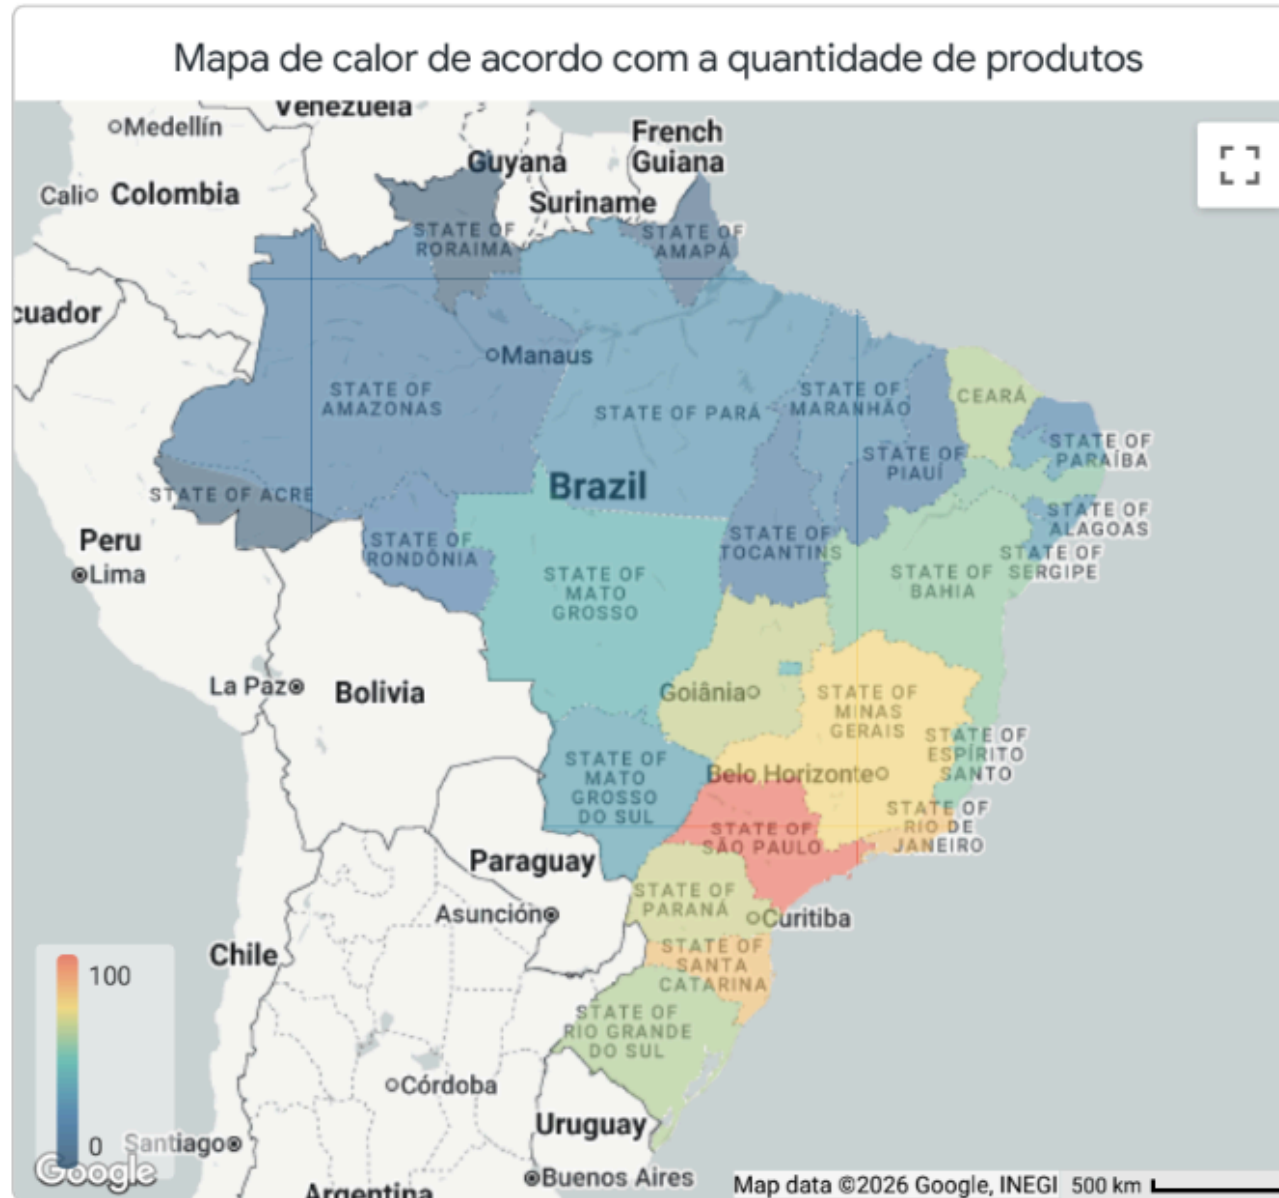 Mapa de calor de acordo com a quantidade de produtos
Venezuela
Medellín
French
Guiana
Guyana
Cali
Colombia
Suriname
STATE OF
RORAIMA
STATE OF
AMAPÁ
cuador
Manaus
STATE OF
AMAZONAS
STATE OF PARÁ
STATE OF
MARANHÃO
CEARÁ
STATE OF
PARAÍBA
STATE OF
PIAUÍ
Brazil
STATE OF ACRE
STATE OF
ALAGOAS
Peru
Lima
STATE OF
RONDÔNIA
STATE OF
TOCANTINS
STATE OF
SERGIPE
STATE OF
MATO
GROSSO
STATE OF
BAHIA
La Paz
Bolivia
Goiânia
STATE OF
MINAS
GERAIS
STATE OF
ESPÍRITO
SANTO
STATE OF
MATO
GROSSO
DO SUL
Belo Horizonte
STATE OF
RIO DE
JANEIRO
STATE OF
SÃO PAULO
Paraguay
STATE OF
PARANÁ
Asunción
Curitiba
Chile
STATE OF
SANTA
CATARINA
100
STATE OF
RIO GRANDE
DO SUL
Córdoba
Uruguay
0
Santiago
Google
Buenos Aires
Argentina
Map data ©2026 Google, INEGI 500 km